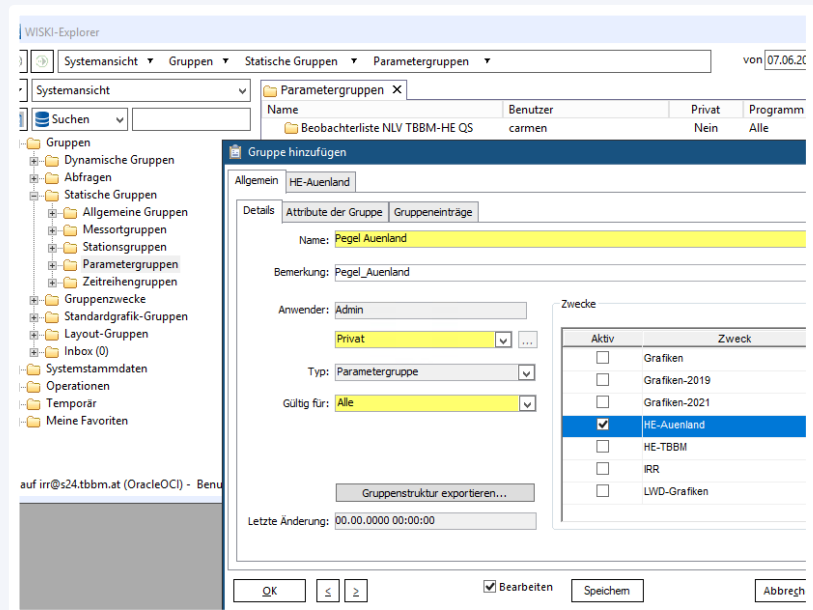 WISKI-Explorer
Systemansicht Gruppen Statische Gruppen Parametergruppen von 07.06.20
Systemansicht
Suchen
Parametergruppen
Name Benutzer Privat Programm
Beobachterliste NLV TBBM-HE QS carmen Nein Alle
Gruppen
Dynamische Gruppen
Abfragen
Statische Gruppen
Allgemeine Gruppen
Messortgruppen
Stationsgruppen
Parametergruppen
Zeitreihengruppen
Gruppenzwecke
Standardgrafik-Gruppen
Layout-Gruppen
Inbox (0)
Systemstammdaten
Operationen
Temporär
Meine Favoriten
auf irr@s24.tbbm.at (OracleOCI) - Benu
Gruppe hinzufügen
Allgemein HE-Auenland
Details Attribute der Gruppe Gruppeneinträge
Name: Pegel Auenland
Bemerkung: Pegel_Auenland
Anwender: Admin
Privat ...
Typ: Parametergruppe
Gültig für: Alle
Gruppenstruktur exportieren...
Letzte Änderung: 00.00.0000 00:00:00
Zwecke
Aktiv Zweck
Grafiken
Grafiken-2019
Grafiken-2021
HE-Auenland
HE-TBBM
IRR
LWD-Grafiken
OK < > Bearbeiten Speichern Abbrech